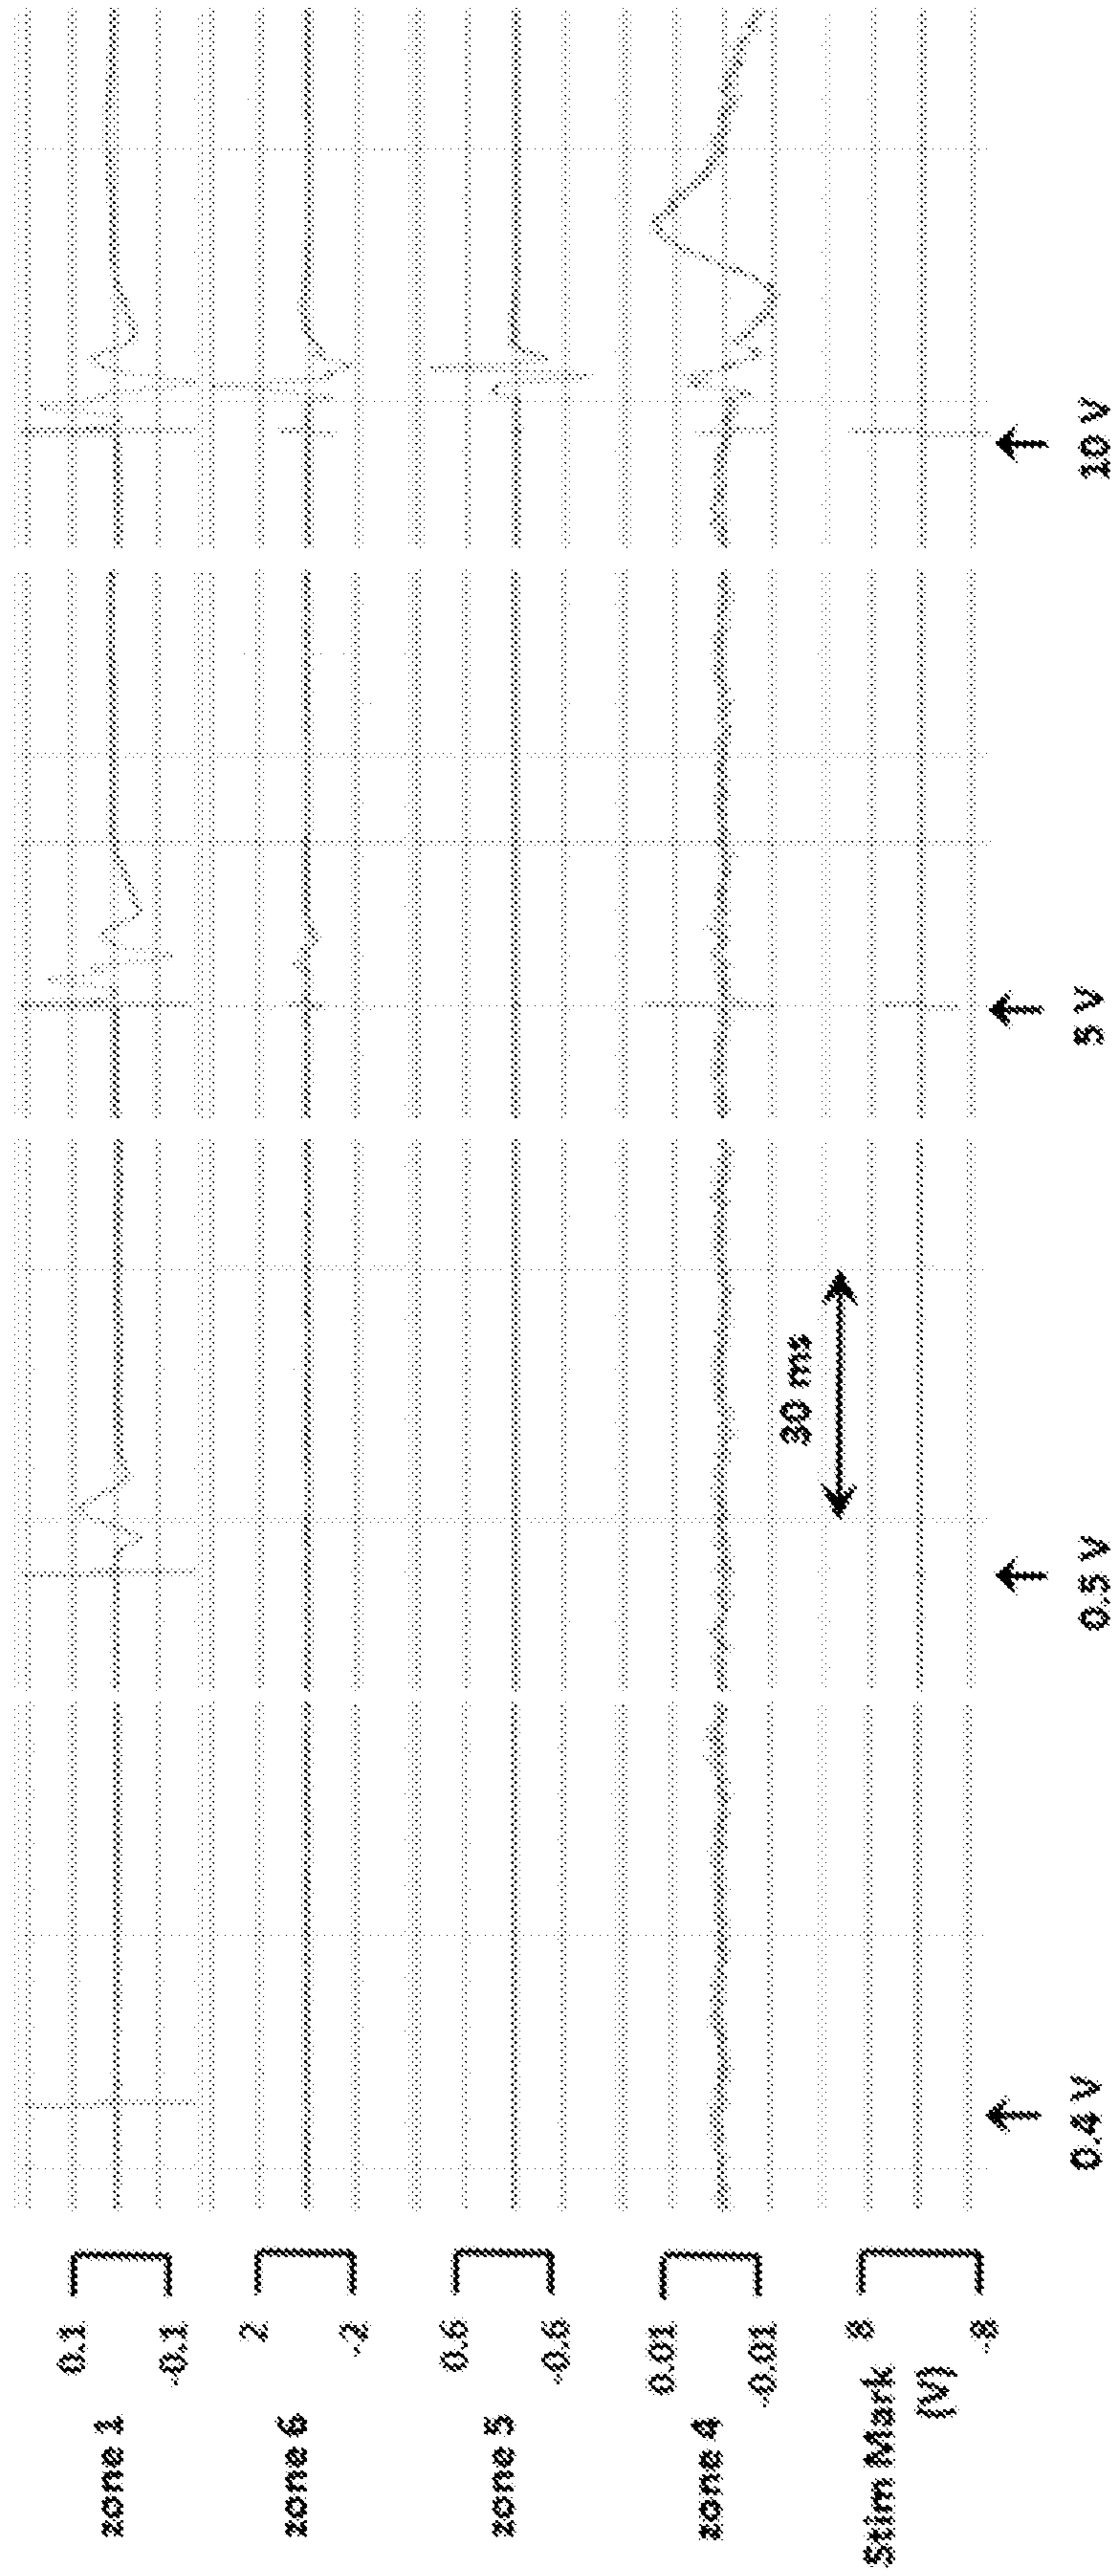 zone 1
0.1
-0.1
zone 6
2
-2
zone 5
0.6
-0.6
zone 4
0.01
-0.01
Stim Mark
(V)
8
-8
30 ms
0.4 V
0.5 V
5 V
10 V